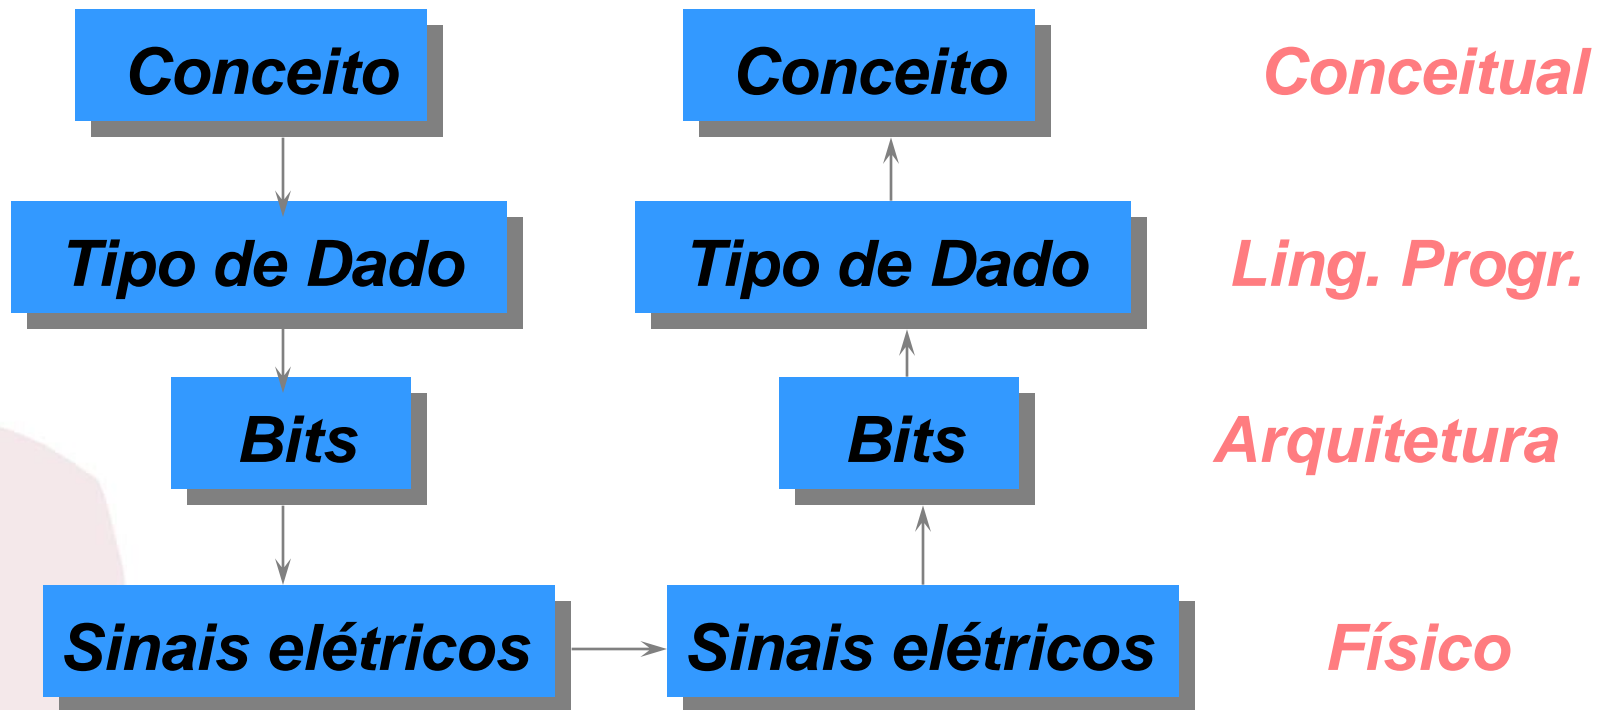 Conceito Conceito Conceitual
Tipo de Dado Tipo de Dado Ling. Progr.
Bits Bits Arquitetura
Sinais elétricos Sinais elétricos Físico